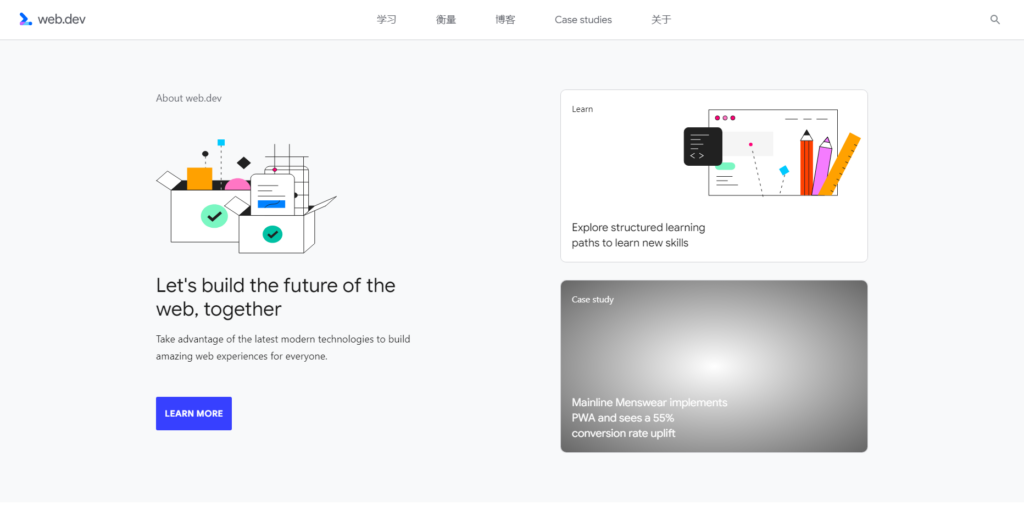 web.dev
学习
衡量
博客
Case studies
关于
About web.dev
Let's build the future of the
web, together
Take advantage of the latest modern technologies to build
amazing web experiences for everyone.
LEARN MORE
Learn
< >
Explore structured learning
paths to learn new skills
Case study
Mainline Menswear implements
PWA and sees a 55%
conversion rate uplift